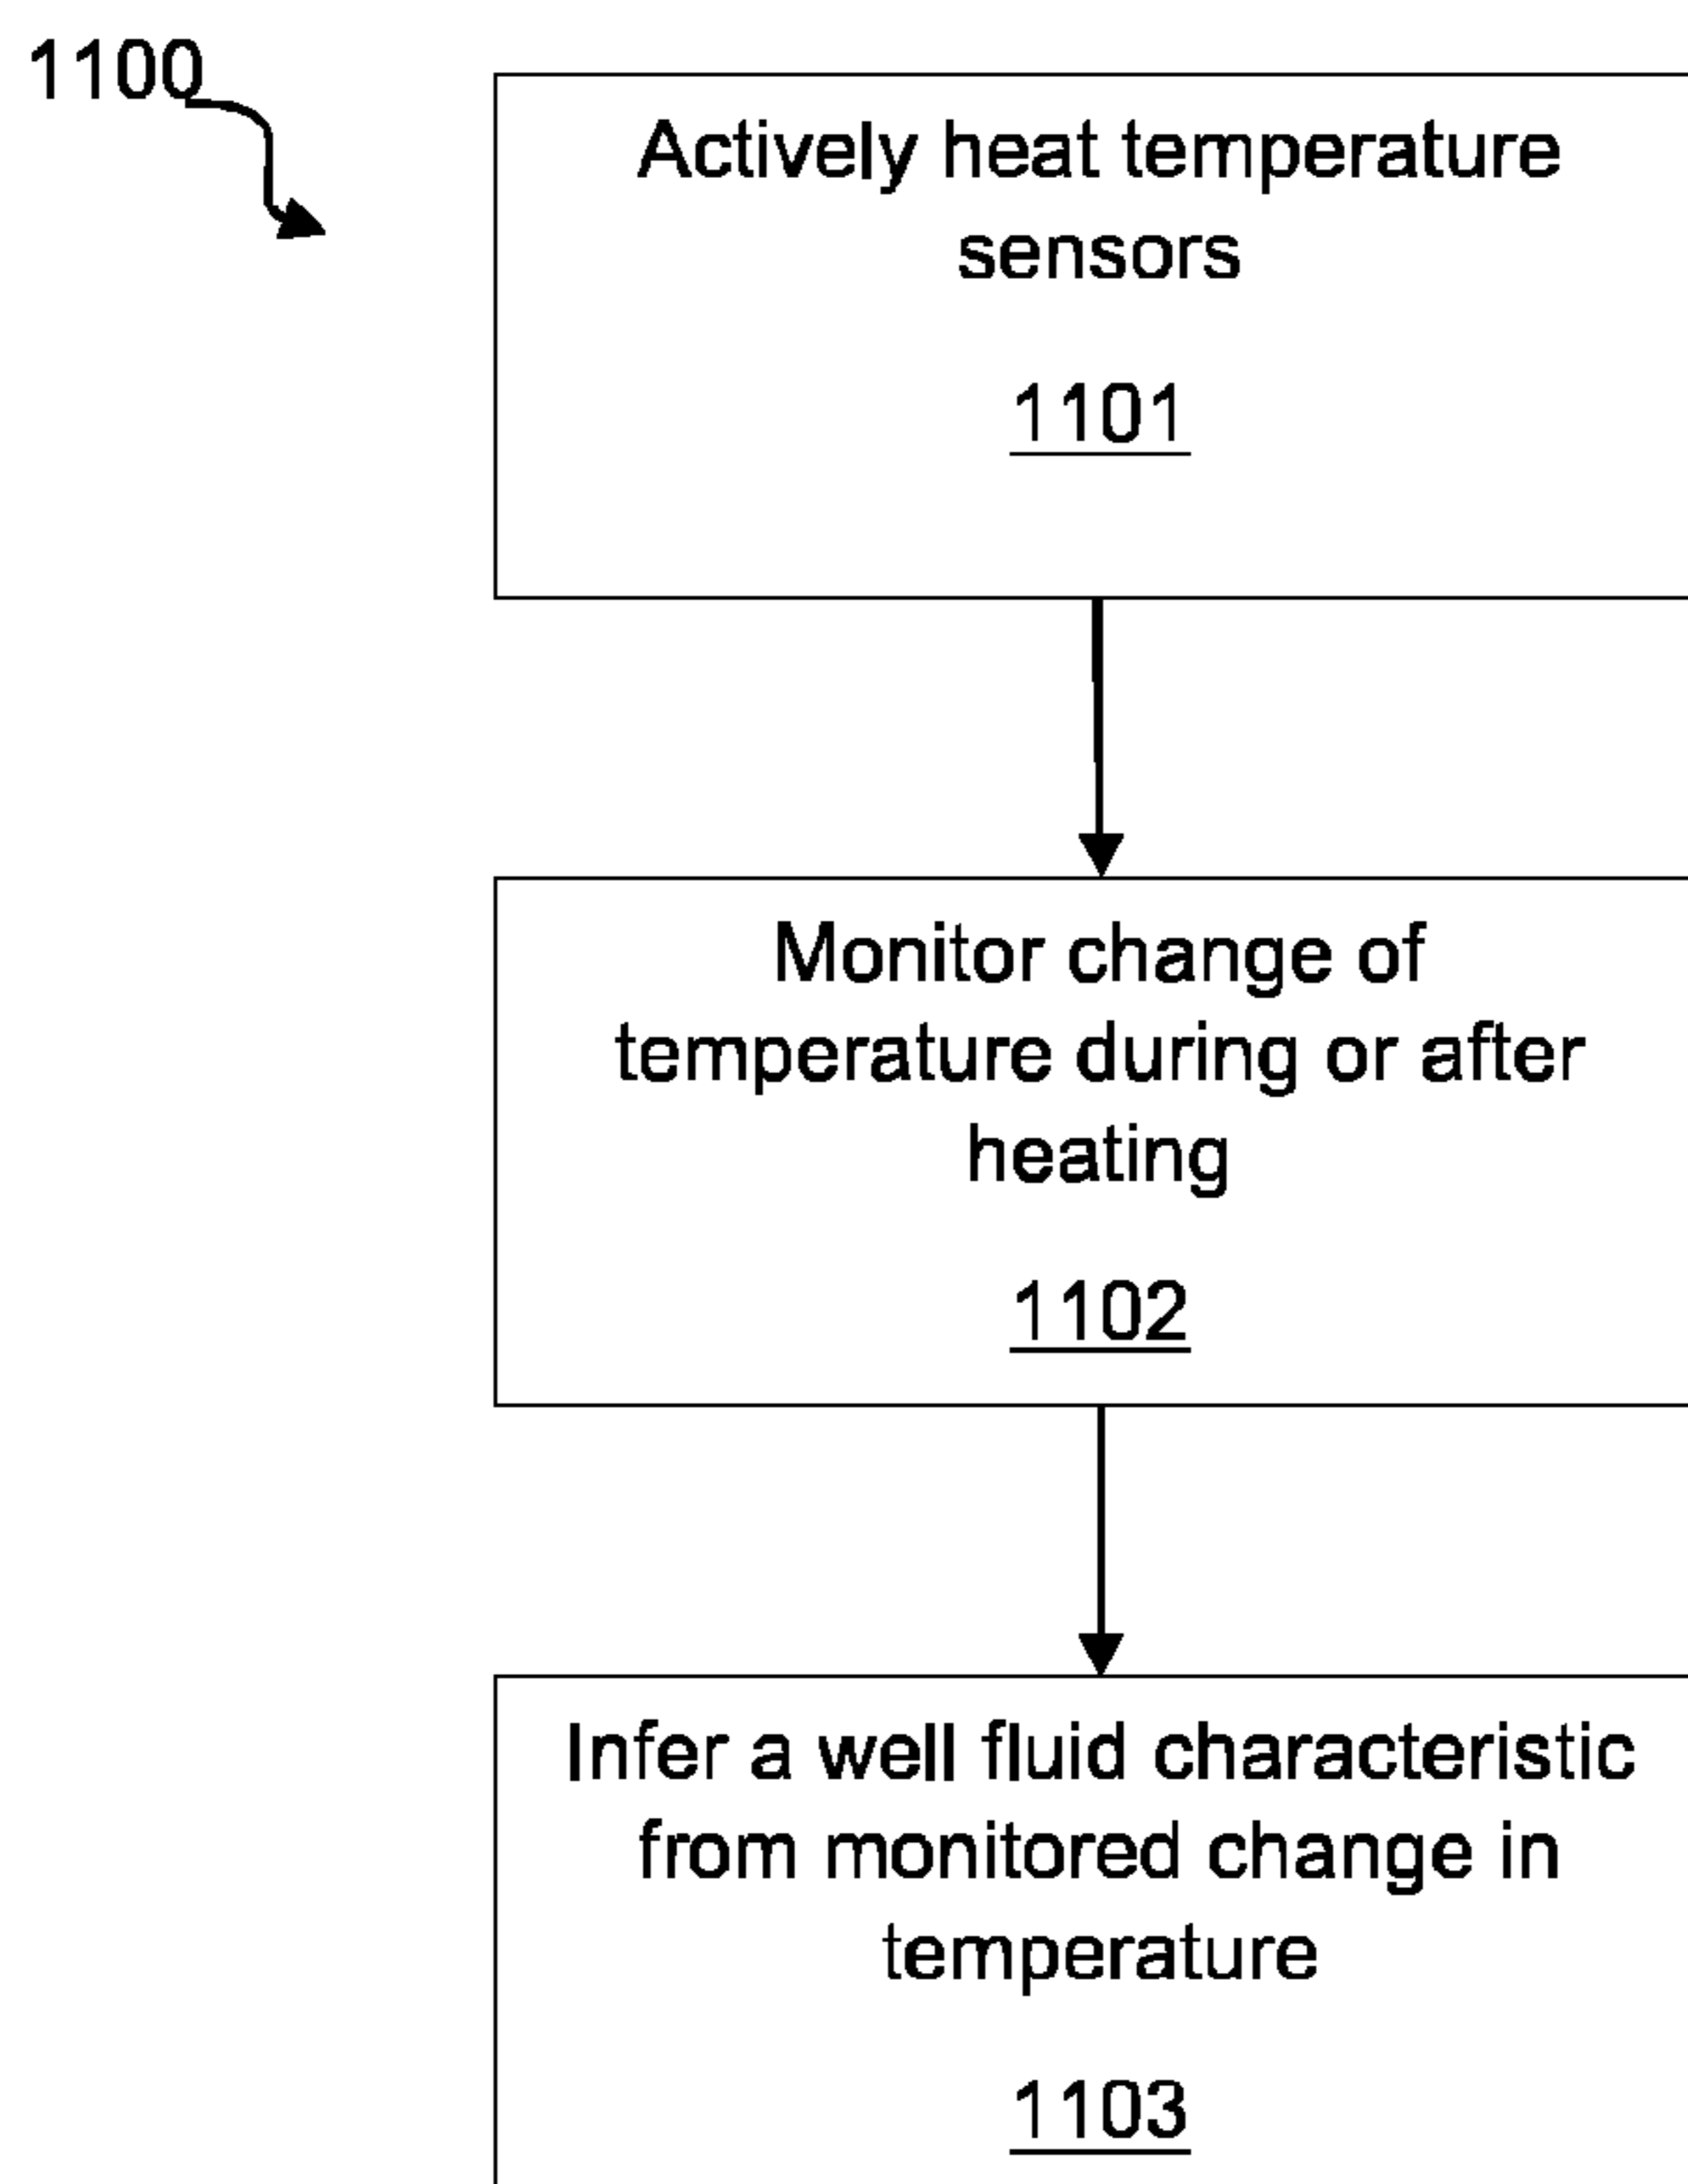 1100
Actively heat temperature
sensors
1101
Monitor change of
temperature during or after
heating
1102
Infer a well fluid characteristic
from monitored change in
temperature
1103